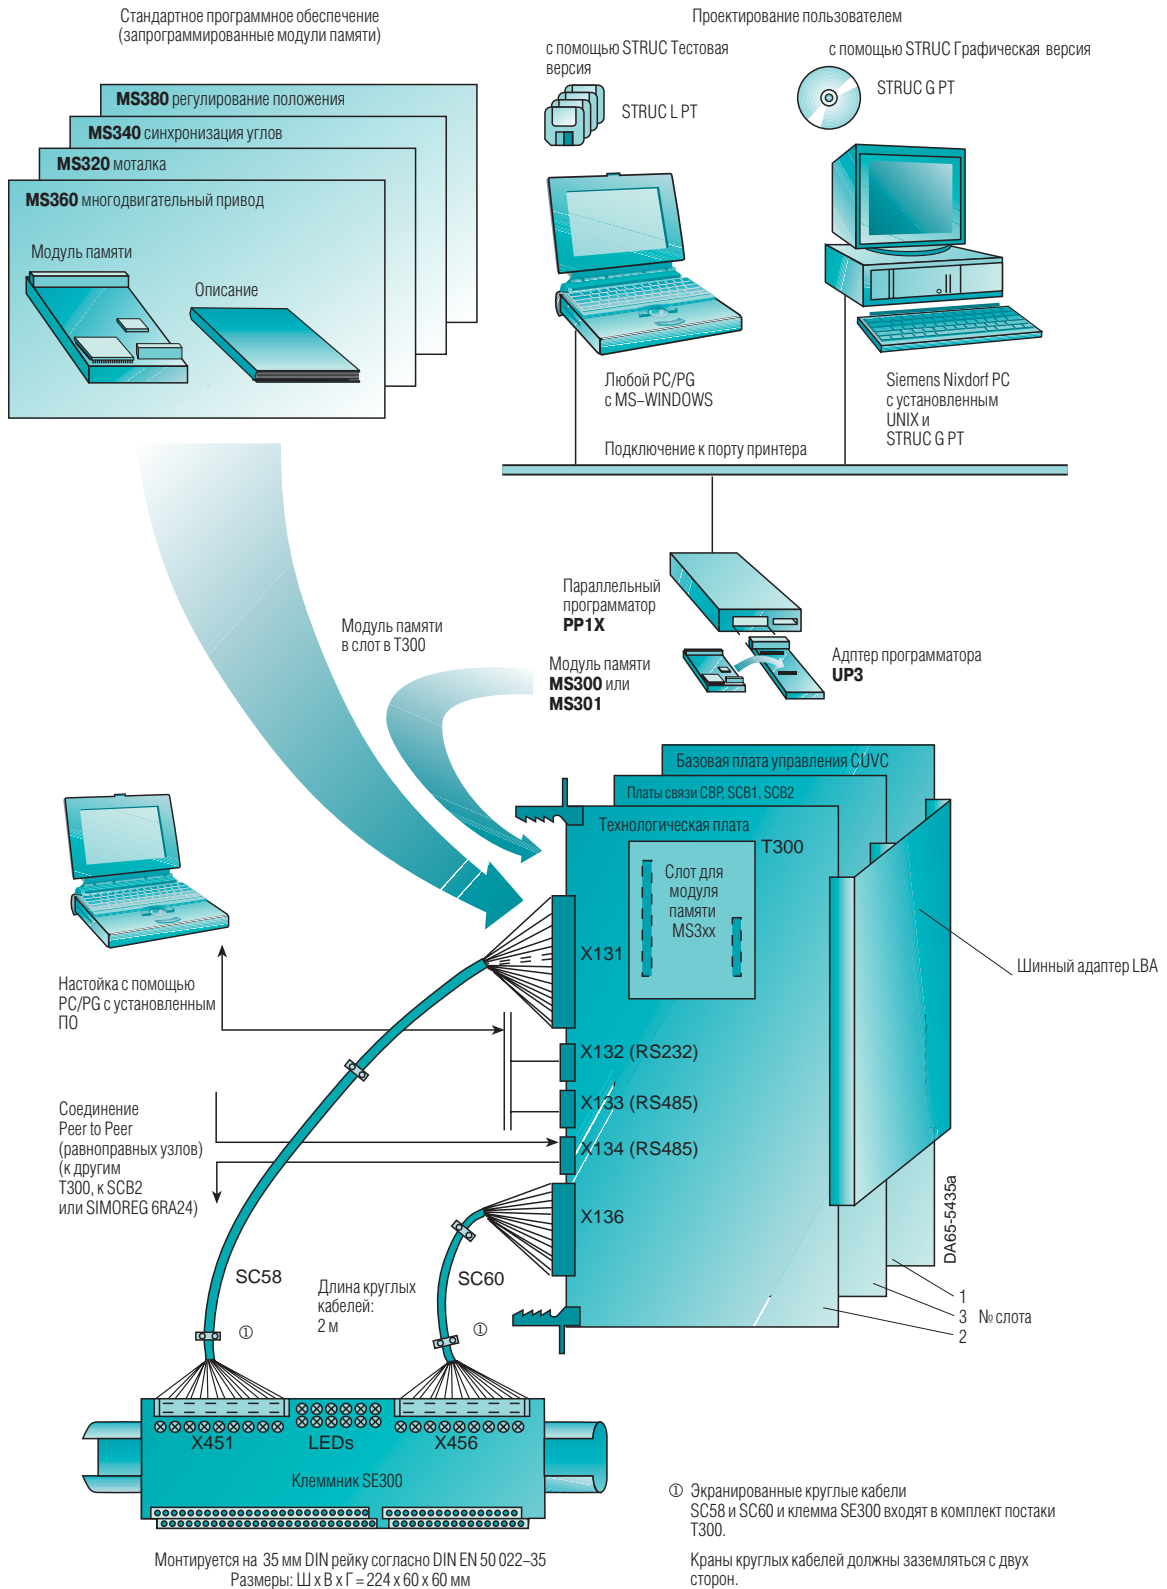 Стандартное программное обеспечение
(запрограммированные модули памяти)
Проектирование пользователем
с помощью STRUC Тестовая
версия
STRUC L PT
с помощью STRUC Графическая версия
STRUC G PT
MS380 регулирование положения
MS340 синхронизация углов
MS320 моталка
MS360 многодвигательный привод
Модуль памяти
Описание
Любой PC/PG
с MS–WINDOWS
Siemens Nixdorf PC
с установленным
UNIX и
STRUC G PT
Подключение к порту принтера
Параллельный
программатор
PP1X
Модуль памяти
в слот в T300
Модуль памяти
MS300 или
MS301
Адптер программатора
UP3
Базовая плата управления CUVC
Платы связи CBP, SCB1, SCB2
Технологическая плата
T300
Слот для
модуля
памяти
MS3xx
X131
Шинный адаптер LBA
Настойка с помощью
PC/PG с установленным
ПО
X132 (RS232)
X133 (RS485)
X134 (RS485)
Соединение
Peer to Peer
(равноправных узлов)
(к другим
T300, к SCB2
или SIMOREG 6RA24)
X136
DA65-5435a
SC58
Длина круглых
кабелей:
2 м
SC60
①
①
1
3 № слота
2
X451
LEDs
X456
Клеммник SE300
① Экранированные круглые кабели
SC58 и SC60 и клемма SE300 входят в комплект постаки
T300.
Краны круглых кабелей должны заземляться с двух
сторон.
Монтируется на 35 мм DIN рейку согласно DIN EN 50 022–35
Размеры: Ш x В x Г = 224 x 60 x 60 мм